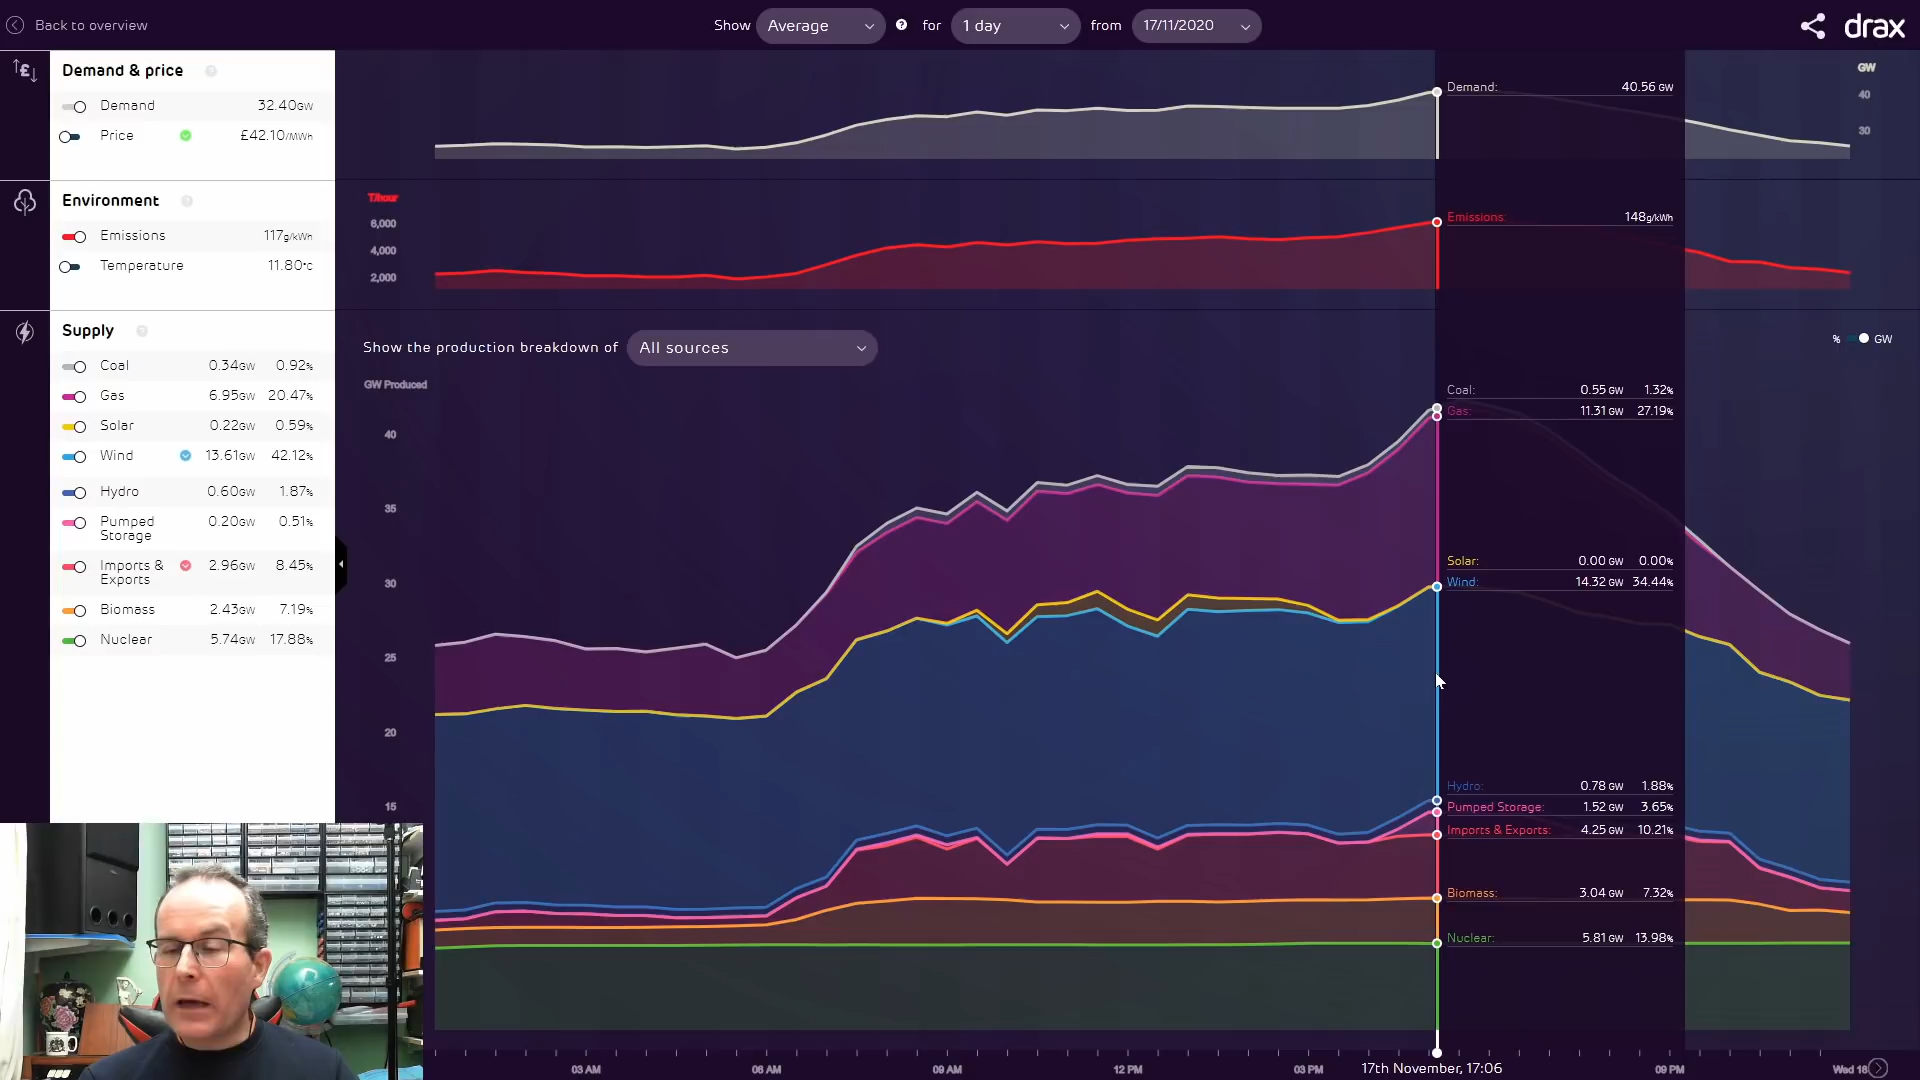 Back to overview
Show Average ? for 1 day from 17/11/2020
drax
Demand & price ?
Demand 32.40GW
Price £42.10/MWh
Environment ?
Emissions 117g/kWh
Temperature 11.80°C
Supply ?
Coal 0.34GW 0.92%
Gas 6.95GW 20.47%
Solar 0.22GW 0.59%
Wind 13.61GW 42.12%
Hydro 0.60GW 1.87%
Pumped Storage 0.20GW 0.51%
Imports & Exports 2.96GW 8.45%
Biomass 2.43GW 7.19%
Nuclear 5.74GW 17.88%
GW
40
30
Demand: 40.56 GW
T/hour
6,000
4,000
2,000
Emissions: 148g/kWh
Show the production breakdown of All sources
% GW
GW Produced
40
35
30
25
20
15
Coal: 0.55 GW 1.32%
Gas: 11.31 GW 27.19%
Solar: 0.00 GW 0.00%
Wind: 14.32 GW 34.44%
Hydro: 0.78 GW 1.88%
Pumped Storage: 1.52 GW 3.65%
Imports & Exports: 4.25 GW 10.21%
Biomass: 3.04 GW 7.32%
Nuclear: 5.81 GW 13.98%
03 AM 06 AM 09 AM 12 PM 03 PM 17th November, 17:06 09 PM Wed 18